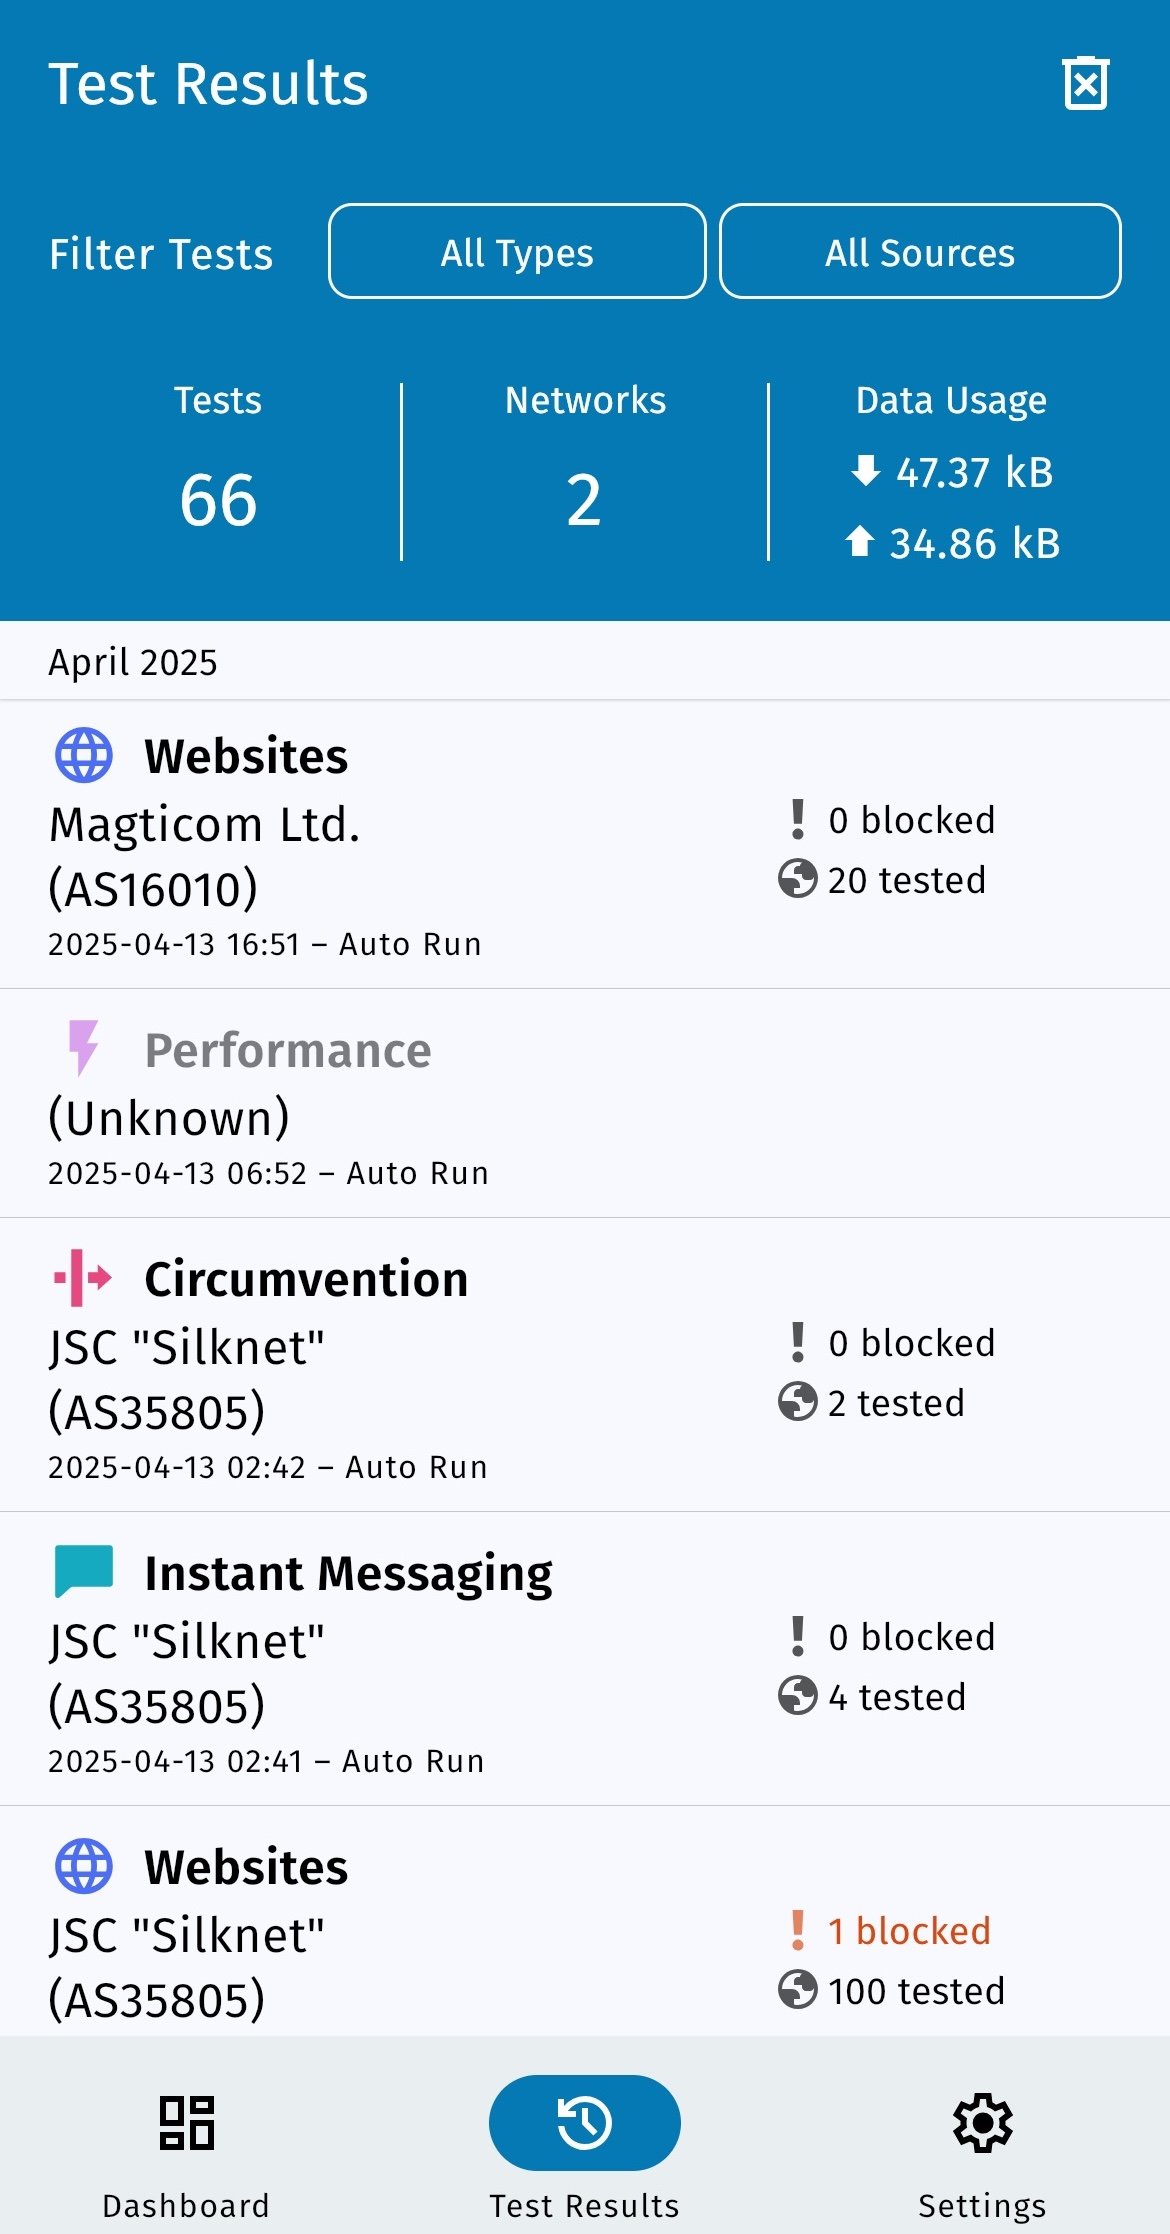 Test Results
Filter Tests
All Types
All Sources
Tests
66
Networks
2
Data Usage
47.37 kB
34.86 kB
April 2025
Websites
Magticom Ltd.
(AS16010)
2025-04-13 16:51 – Auto Run
0 blocked
20 tested
Performance
(Unknown)
2025-04-13 06:52 – Auto Run
Circumvention
JSC "Silknet"
(AS35805)
2025-04-13 02:42 – Auto Run
0 blocked
2 tested
Instant Messaging
JSC "Silknet"
(AS35805)
2025-04-13 02:41 – Auto Run
0 blocked
4 tested
Websites
JSC "Silknet"
(AS35805)
1 blocked
100 tested
Dashboard
Test Results
Settings